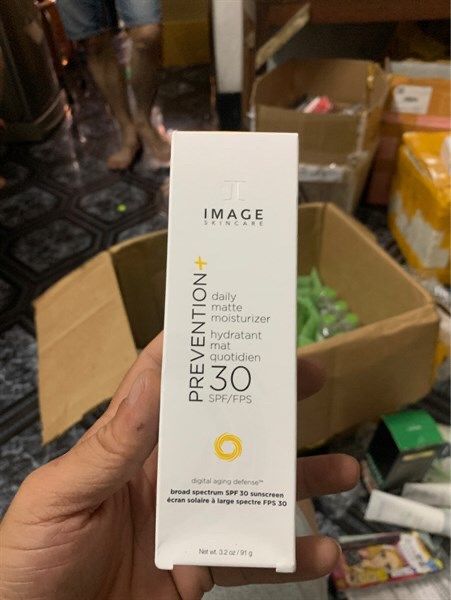 IMAGE
SKINCARE
PREVENTION+
daily
matte
moisturizer
hydratant
mat
quotidien
30
SPF/FPS
digital aging defense™
broad spectrum SPF 30 sunscreen
écran solaire à large spectre FPS 30
Net wt. 3.2 oz / 91 g